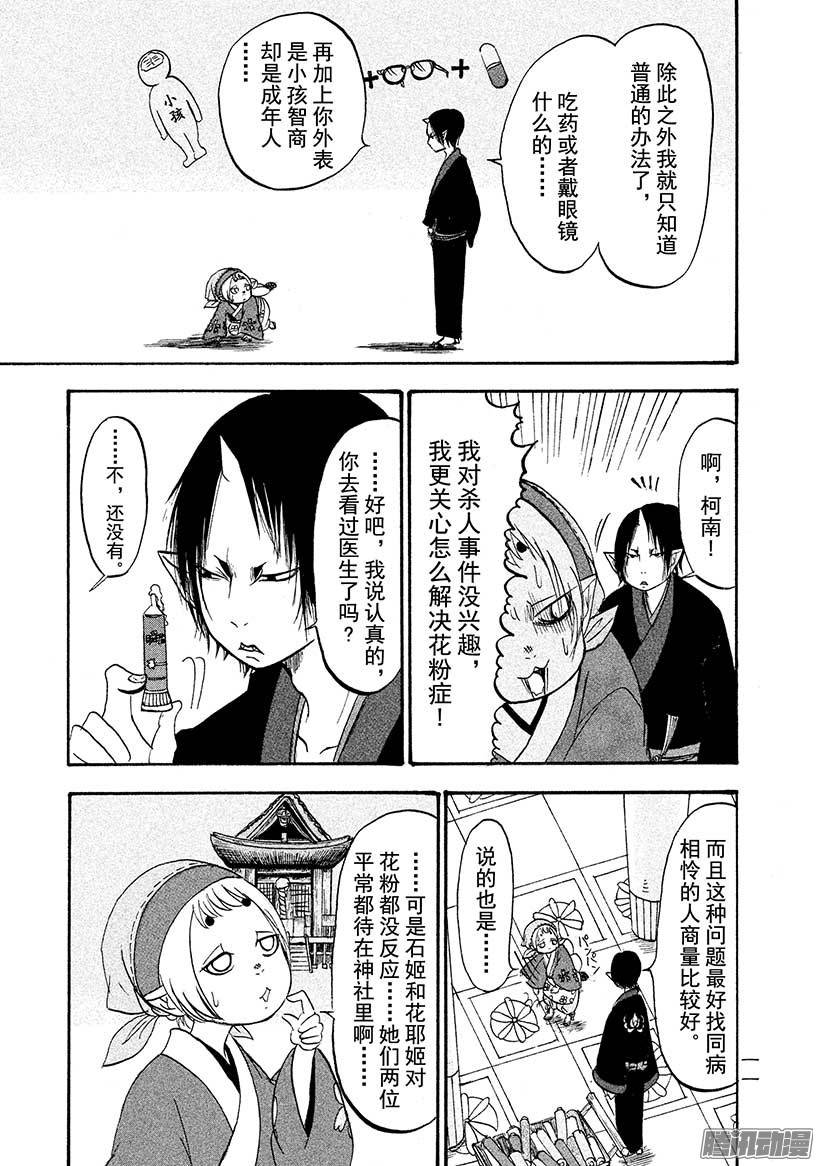 除此之外我就只知道
普通的办法了，
吃药或者戴眼镜
什么的……
再加上你外表
是小孩智商
却是成年人
……
小孩
啊，柯南！
我对杀人事件没兴趣，
我更关心怎么解决花粉症！
……好吧，我说认真的，
你去看过医生了吗？
……不，还没有。
而且这种问题最好找同病
相怜的人商量比较好。
说的也是……
パンパン
……可是石姬和花耶姬对
花粉都没反应……她们两位
平常都待在神社里啊……
一一
腾讯动漫